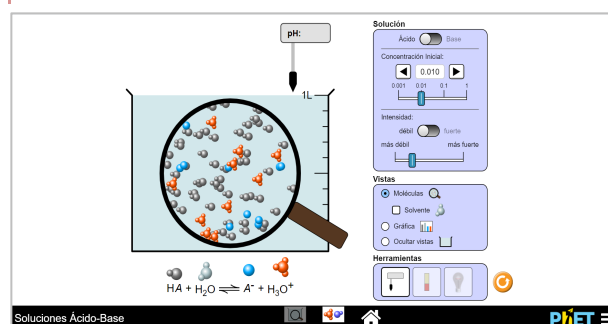 pH:
1L
HA + H₂O ⇌ A⁻ + H₃O⁺
Solución
Ácido Base
Concentración Inicial:
0.010
0.001 0.01 0.1 1
Intensidad:
débil fuerte
más débil más fuerte
Vistas
Moléculas
Solvente
Gráfica
Ocultar vistas
Herramientas
Soluciones Ácido-Base
PhET